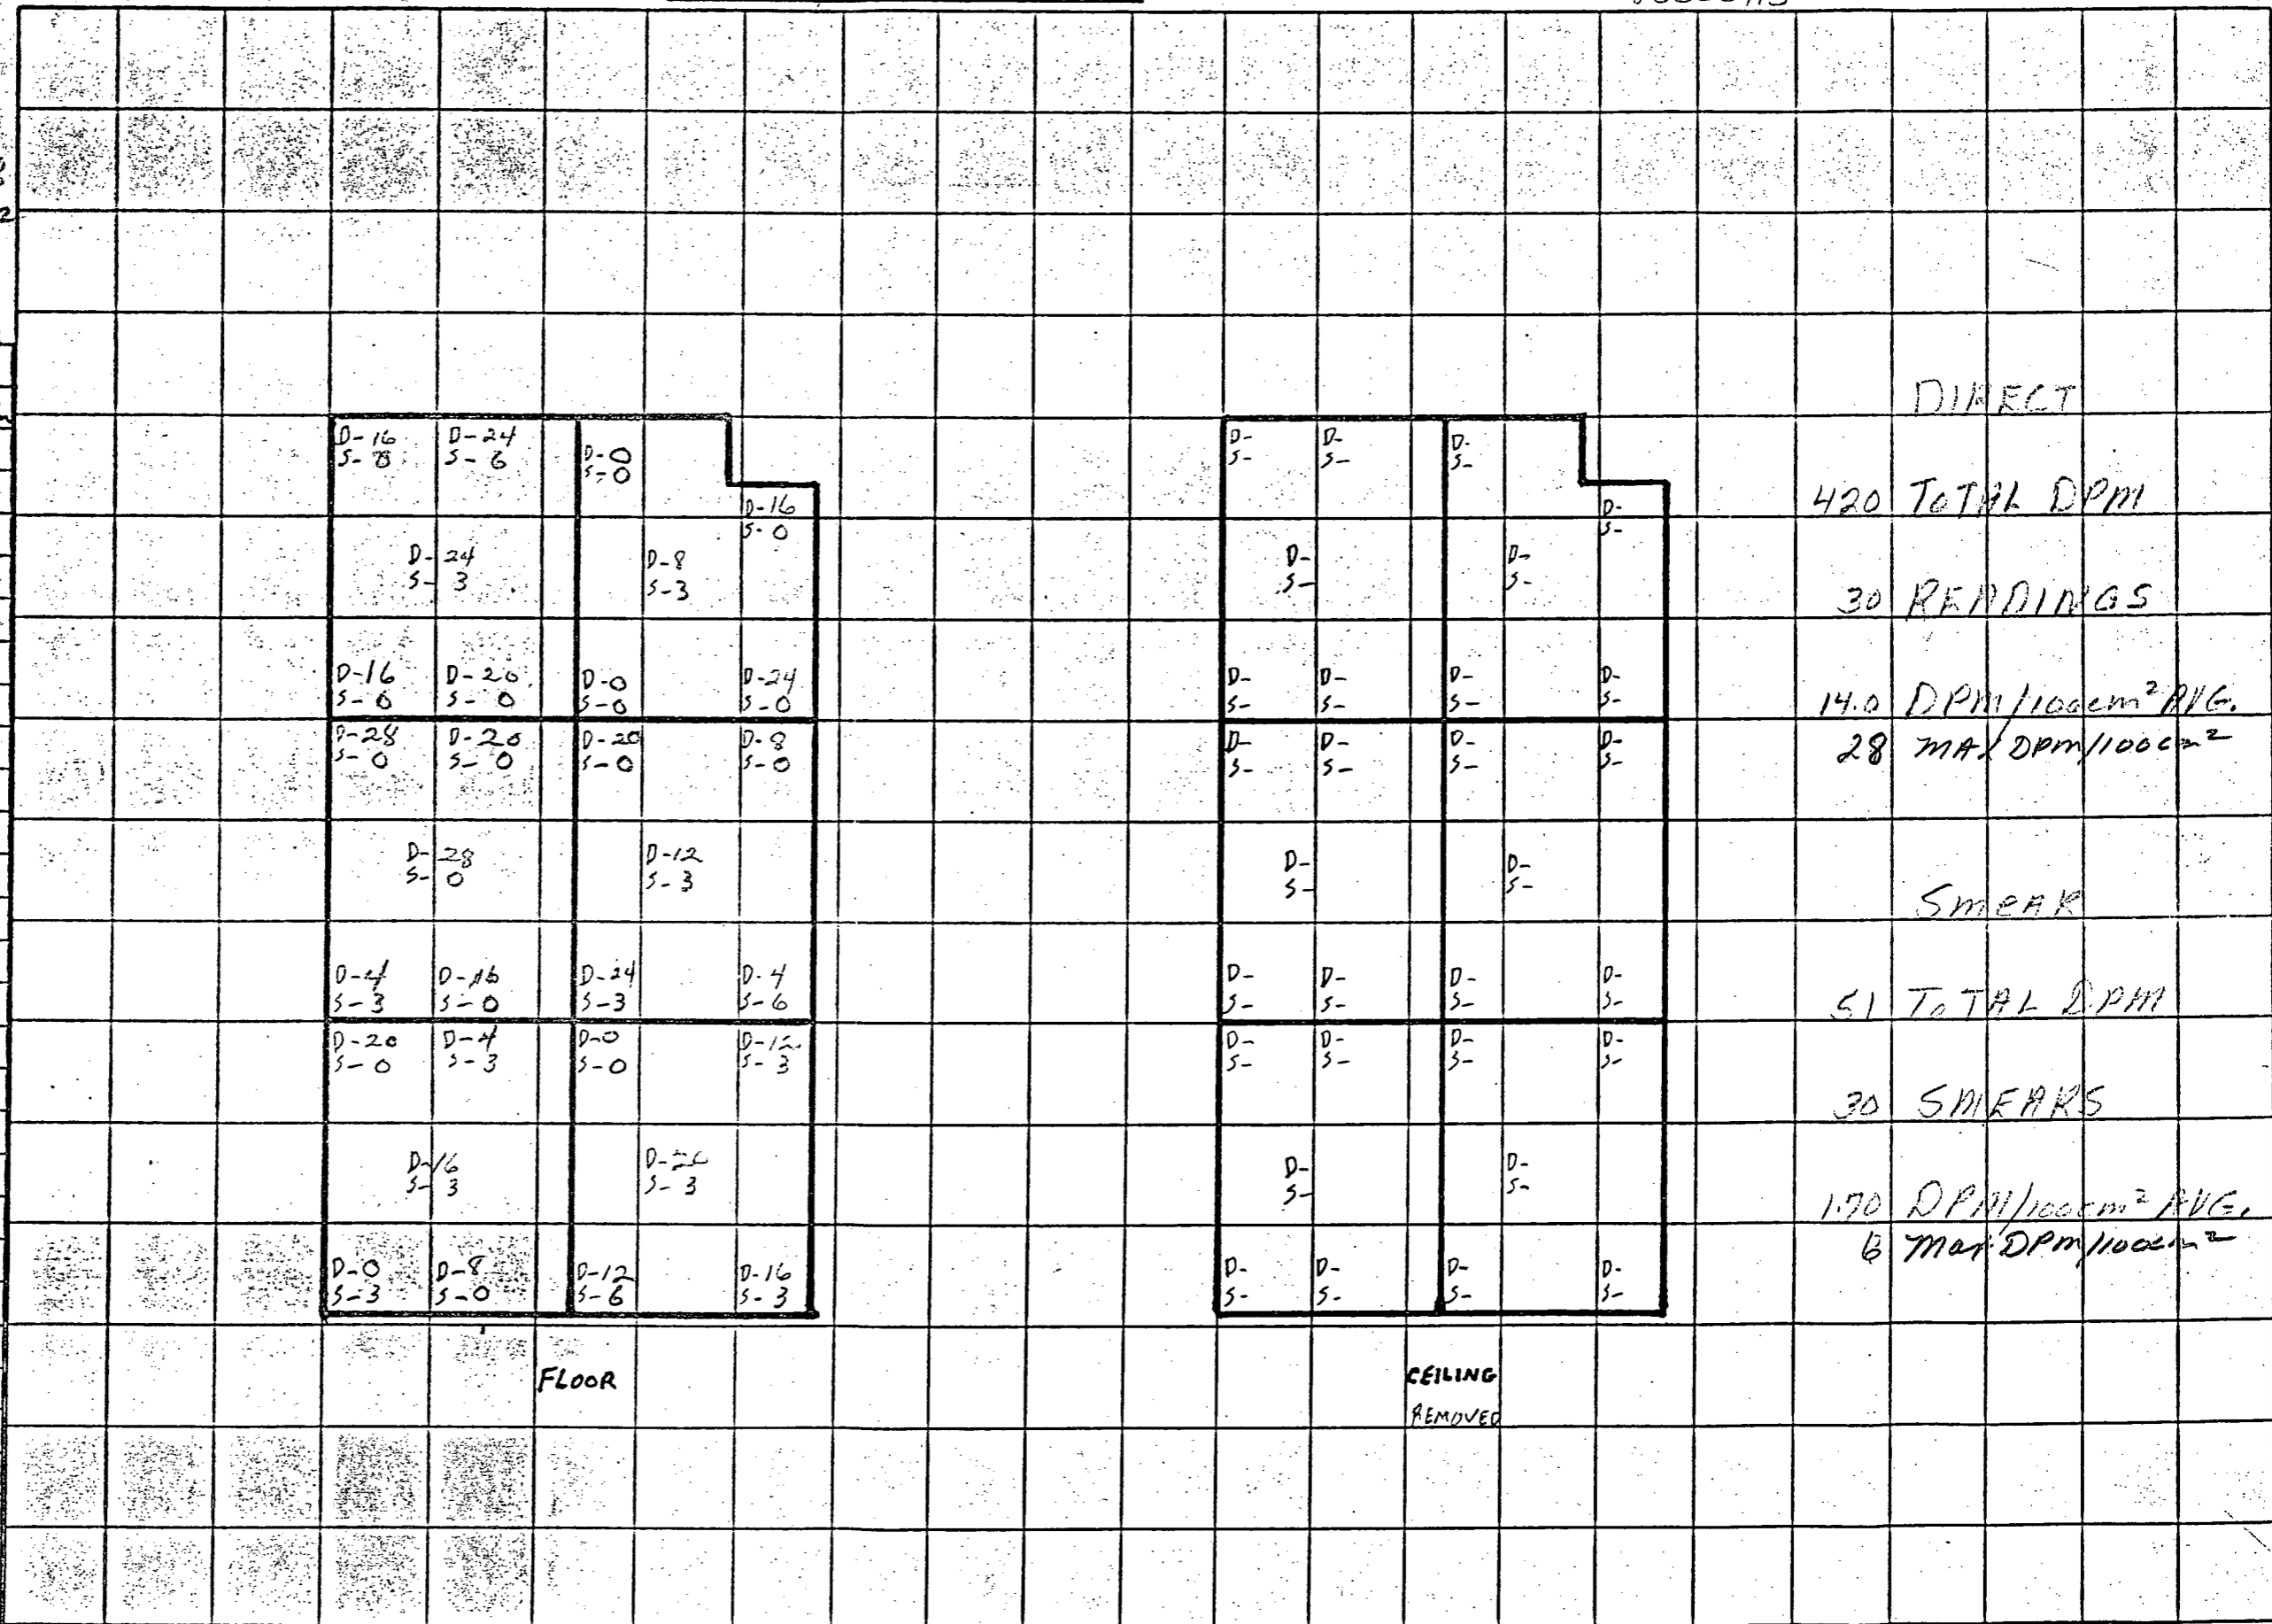 DIRECT
D-16 D-24 D-0
S-0 S-6 S-0
D- D- D-
S- S- S-
D-16
S-0
D-
S-
420 TOTAL DPM
D-24 D-8
S-3 S-3
D- D-
S- S-
30 READINGS
D-16 D-20 D-0 D-24
S-0 S-0 S-0 S-0
D- D- D- D-
S- S- S- S-
14.0 DPM/100cm² AVG.
D-28 D-20 D-20 D-8
S-0 S-0 S-0 S-0
D- D- D- D-
S- S- S- S-
28 MAX DPM/100cm²
D-28 D-12
S-0 S-3
D- D-
S- S-
SMEAR
D-4 D-16 D-24 D-4
S-3 S-0 S-3 S-6
D- D- D- D-
S- S- S- S-
51 TOTAL DPM
D-20 D-4 D-0 D-12
S-0 S-3 S-0 S-3
D- D- D- D-
S- S- S- S-
30 SMEARS
D-16 D-20
S-3 S-3
D- D-
S- S-
1.70 DPM/100cm² AVG.
6 Max DPM/100cm²
D-0 D-8 D-12 D-16
S-3 S-0 S-6 S-3
D- D- D- D-
S- S- S- S-
FLOOR
CEILING
REMOVED